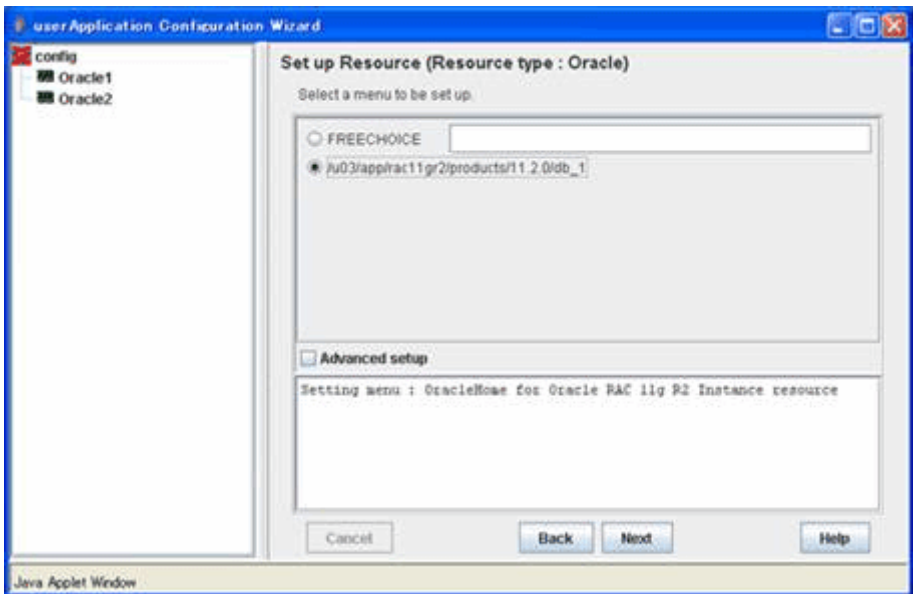 userApplication Configuration Wizard
config
Oracle1
Oracle2
Set up Resource (Resource type : Oracle)
Select a menu to be set up.
FREECHOICE
/u03/app/rac11gr2/products/11.2.0/db_1
Advanced setup
Setting menu : OracleHome for Oracle RAC 11g R2 Instance resource
Cancel
Back
Next
Help
Java Applet Window